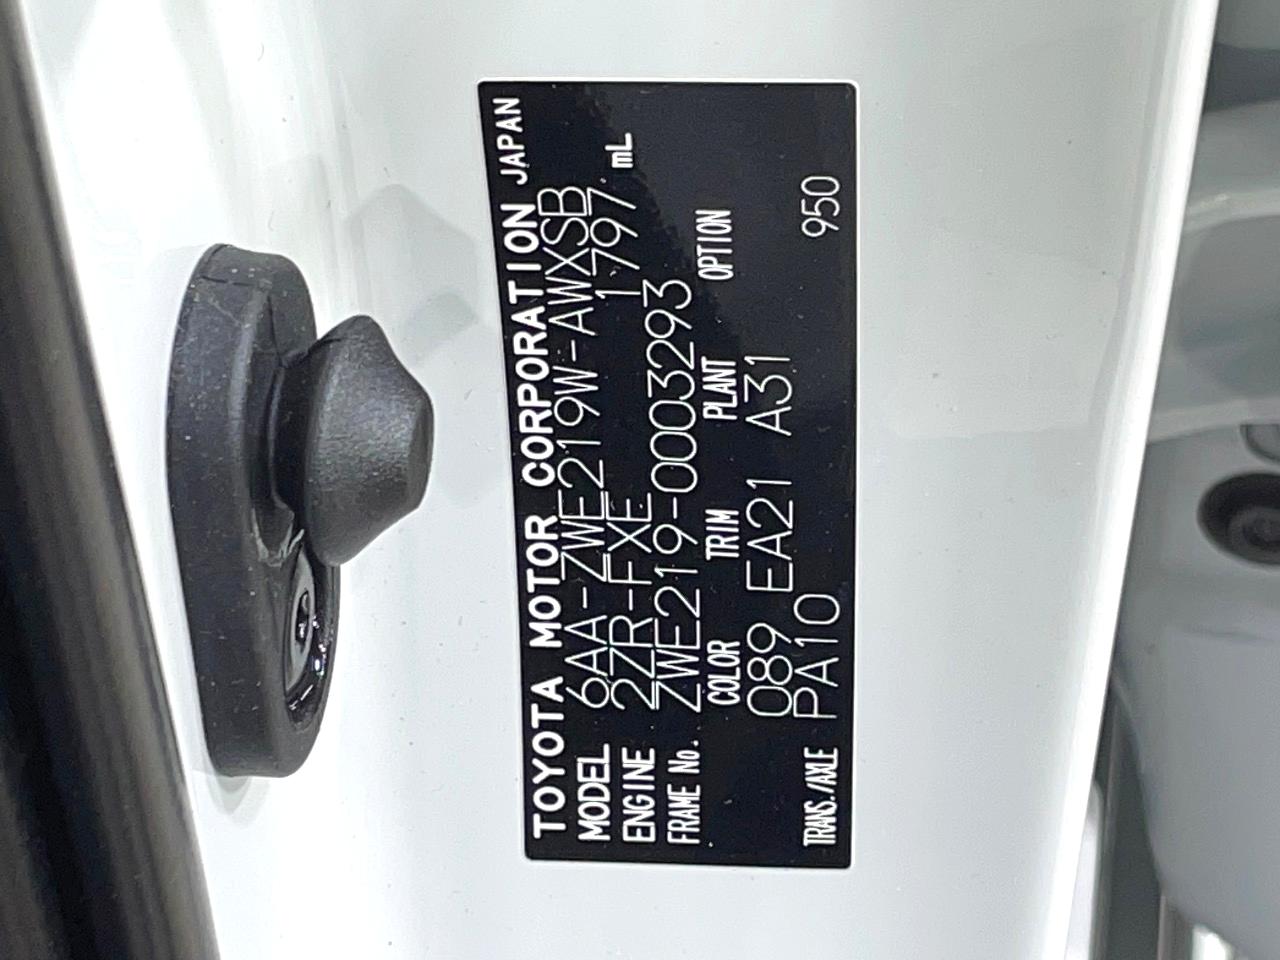 TOYOTA MOTOR CORPORATION JAPAN
MODEL 6AA-ZWE219W-AWXSB
ENGINE 2ZR-FXE 1797 mL
FRAME No. ZWE219-0003293
COLOR TRIM PLANT OPTION
089 EA21 A31
TRANS./AXLE PA10 950